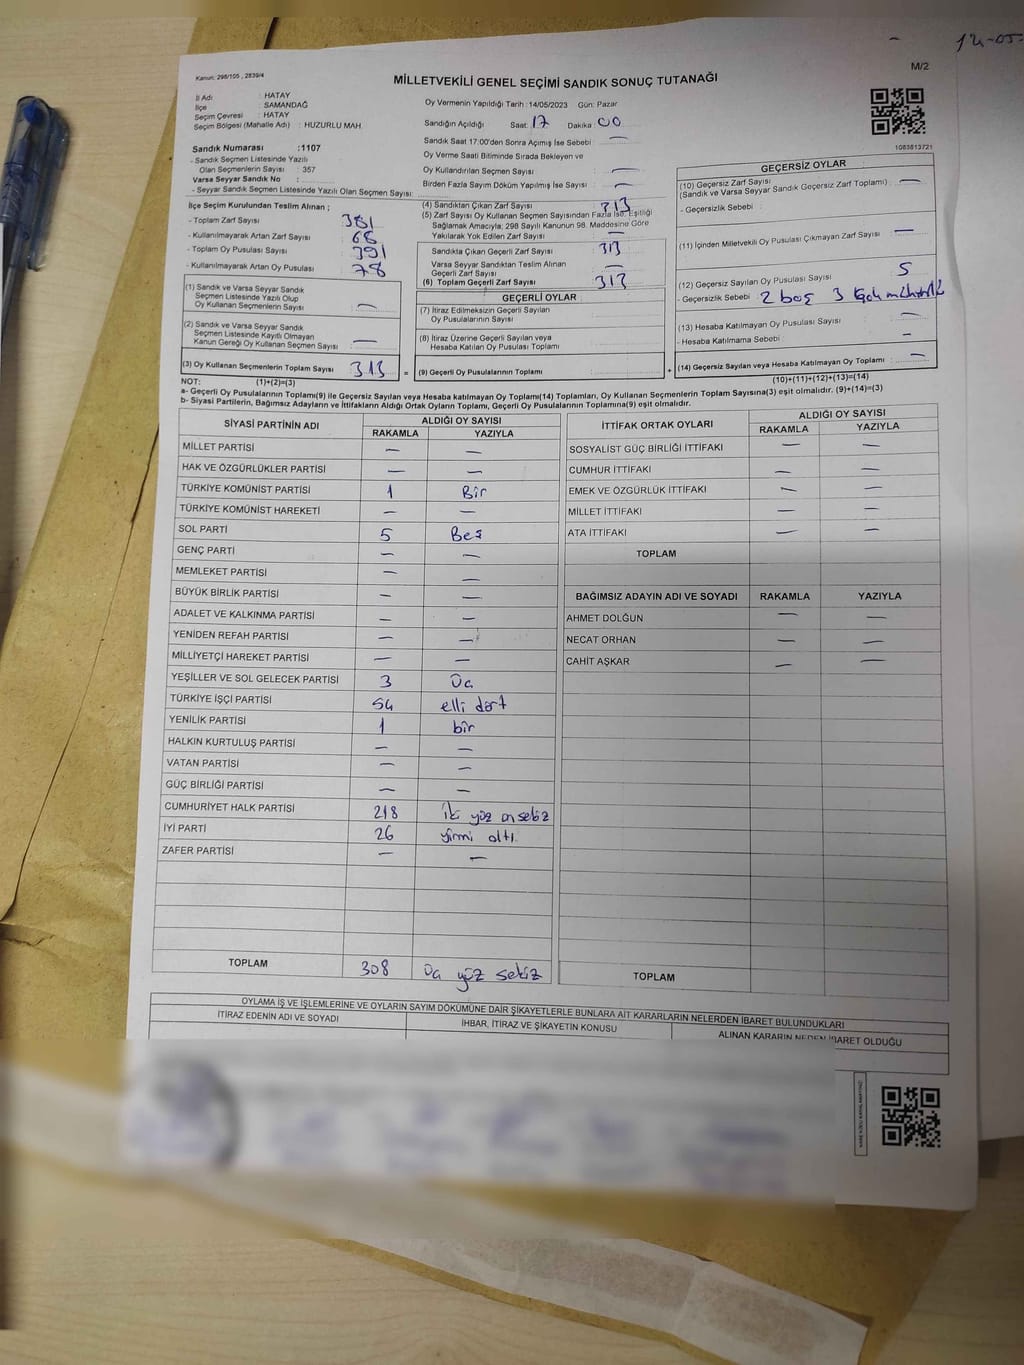 12-05-
Kanun: 298/105 , 2839/4
MİLLETVEKİLİ GENEL SEÇİMİ SANDIK SONUÇ TUTANAĞI
M/2
İl Adı : HATAY
İlçe : SAMANDAĞ
Seçim Çevresi : HATAY
Seçim Bölgesi (Mahalle Adı) : HUZURLU MAH.
Sandık Numarası :1107
- Sandık Seçmen Listesinde Yazılı
Olan Seçmenlerin Sayısı : 357
Varsa Seyyar Sandık No :
- Seyyar Sandık Seçmen Listesinde Yazılı Olan Seçmen Sayısı:
Oy Vermenin Yapıldığı Tarih :14/05/2023 Gün: Pazar
Sandığın Açıldığı Saat: 17 Dakika 00
Sandık Saat 17:00'den Sonra Açılmış İse Sebebi : —
Oy Verme Saati Bitiminde Sırada Bekleyen ve
Oy Kullandırılan Seçmen Sayısı : —
Birden Fazla Sayım Döküm Yapılmış İse Sayısı : —
1083813721
İlçe Seçim Kurulundan Teslim Alınan ;
- Toplam Zarf Sayısı 381
- Kullanılmayarak Artan Zarf Sayısı 68
- Toplam Oy Pusulası Sayısı 391
- Kullanılmayarak Artan Oy Pusulası 78
(1) Sandık ve Varsa Seyyar Sandık
Seçmen Listesinde Yazılı Olup
Oy Kullanan Seçmenlerin Sayısı : —
(2) Sandık ve Varsa Seyyar Sandık
Seçmen Listesinde Kayıtlı Olmayan
Kanun Gereği Oy Kullanan Seçmen Sayısı : —
(3) Oy Kullanan Seçmenlerin Toplam Sayısı : 313 =
(4) Sandıktan Çıkan Zarf Sayısı : 313
(5) Zarf Sayısı Oy Kullanan Seçmen Sayısından Fazla İse, Eşitliği
Sağlamak Amacıyla; 298 Sayılı Kanunun 98. Maddesine Göre
Yakılarak Yok Edilen Zarf Sayısı : —
Sandıkta Çıkan Geçerli Zarf Sayısı : 313
Varsa Seyyar Sandıktan Teslim Alınan
Geçerli Zarf Sayısı : —
(6) Toplam Geçerli Zarf Sayısı : 313
GEÇERLİ OYLAR
(7) İtiraz Edilmeksizin Geçerli Sayılan
Oy Pusulalarının Sayısı :
(8) İtiraz Üzerine Geçerli Sayılan veya
Hesaba Katılan Oy Pusulası Toplamı :
(9) Geçerli Oy Pusulalarının Toplamı : +
GEÇERSİZ OYLAR
(10) Geçersiz Zarf Sayısı
(Sandık ve Varsa Seyyar Sandık Geçersiz Zarf Toplamı) : —
- Geçersizlik Sebebi :
(11) İçinden Milletvekili Oy Pusulası Çıkmayan Zarf Sayısı : —
(12) Geçersiz Sayılan Oy Pusulası Sayısı : 5
- Geçersizlik Sebebi : 2 boş 3
(13) Hesaba Katılmayan Oy Pusulası Sayısı : —
- Hesaba Katılmama Sebebi : —
(14) Geçersiz Sayılan veya Hesaba Katılmayan Oy Toplamı : —
NOT: (1)+(2)=(3)
(10)+(11)+(12)+(13)=(14)
a- Geçerli Oy Pusulalarının Toplamı(9) ile Geçersiz Sayılan veya Hesaba katılmayan Oy Toplamı(14) Toplamları, Oy Kullanan Seçmenlerin Toplam Sayısına(3) eşit olmalıdır. (9)+(14)=(3)
b- Siyasi Partilerin, Bağımsız Adayların ve İttifakların Aldığı Ortak Oyların Toplamı, Geçerli Oy Pusulalarının Toplamına(9) eşit olmalıdır.
SİYASİ PARTİNİN ADI ALDIĞI OY SAYISI
RAKAMLA YAZIYLA
MİLLET PARTİSİ — —
HAK VE ÖZGÜRLÜKLER PARTİSİ — —
TÜRKİYE KOMÜNİST PARTİSİ 1 Bir
TÜRKİYE KOMÜNİST HAREKETİ — —
SOL PARTİ 5 Beş
GENÇ PARTİ — —
MEMLEKET PARTİSİ — —
BÜYÜK BİRLİK PARTİSİ — —
ADALET VE KALKINMA PARTİSİ — —
YENİDEN REFAH PARTİSİ — —
MİLLİYETÇİ HAREKET PARTİSİ — —
YEŞİLLER VE SOL GELECEK PARTİSİ 3 Üç
TÜRKİYE İŞÇİ PARTİSİ 54 elli dört
YENİLİK PARTİSİ 1 bir
HALKIN KURTULUŞ PARTİSİ — —
VATAN PARTİSİ — —
GÜÇ BİRLİĞİ PARTİSİ — —
CUMHURİYET HALK PARTİSİ 218 iki yüz on sekiz
İYİ PARTİ 26 yirmi altı
ZAFER PARTİSİ — —
TOPLAM 308 Üç yüz sekiz
İTTİFAK ORTAK OYLARI ALDIĞI OY SAYISI
RAKAMLA YAZIYLA
SOSYALİST GÜÇ BİRLİĞİ İTTİFAKI — —
CUMHUR İTTİFAKI — —
EMEK VE ÖZGÜRLÜK İTTİFAKI — —
MİLLET İTTİFAKI — —
ATA İTTİFAKI — —
TOPLAM
BAĞIMSIZ ADAYIN ADI VE SOYADI RAKAMLA YAZIYLA
AHMET DOLĞUN — —
NECAT ORHAN — —
CAHİT AŞKAR — —
TOPLAM
OYLAMA İŞ VE İŞLEMLERİNE VE OYLARIN SAYIM DÖKÜMÜNE DAİR ŞİKAYETLERLE BUNLARA AİT KARARLARIN NELERDEN İBARET BULUNDUKLARI
İTİRAZ EDENİN ADI VE SOYADI İHBAR, İTİRAZ VE ŞİKAYETİN KONUSU ALINAN KARARIN NEDEN İBARET OLDUĞU